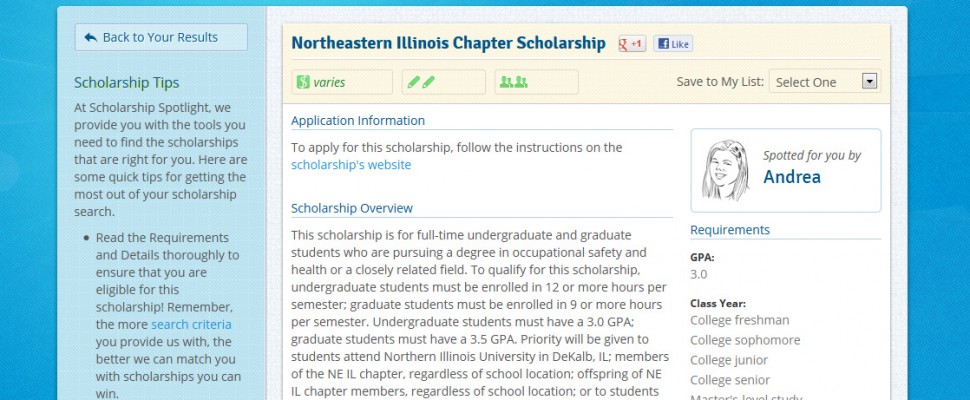 Back to Your Results
Scholarship Tips
At Scholarship Spotlight, we
provide you with the tools you
need to find the scholarships
that are right for you. Here are
some quick tips for getting the
most out of your scholarship
search.
• Read the Requirements
and Details thoroughly to
ensure that you are
eligible for this
scholarship! Remember,
the more search criteria
you provide us with, the
better we can match you
with scholarships you can
win.
Northeastern Illinois Chapter Scholarship
g +1
f Like
$ varies
Save to My List: Select One
Application Information
To apply for this scholarship, follow the instructions on the
scholarship's website
Scholarship Overview
This scholarship is for full-time undergraduate and graduate
students who are pursuing a degree in occupational safety and
health or a closely related field. To qualify for this scholarship,
undergraduate students must be enrolled in 12 or more hours per
semester; graduate students must be enrolled in 9 or more hours
per semester. Undergraduate students must have a 3.0 GPA;
graduate students must have a 3.5 GPA. Priority will be given to
students attend Northern Illinois University in DeKalb, IL; members
of the NE IL chapter, regardless of school location; offspring of NE
IL chapter members, regardless of school location; or to students
Spotted for you by
Andrea
Requirements
GPA:
3.0
Class Year:
College freshman
College sophomore
College junior
College senior
Master's-level study